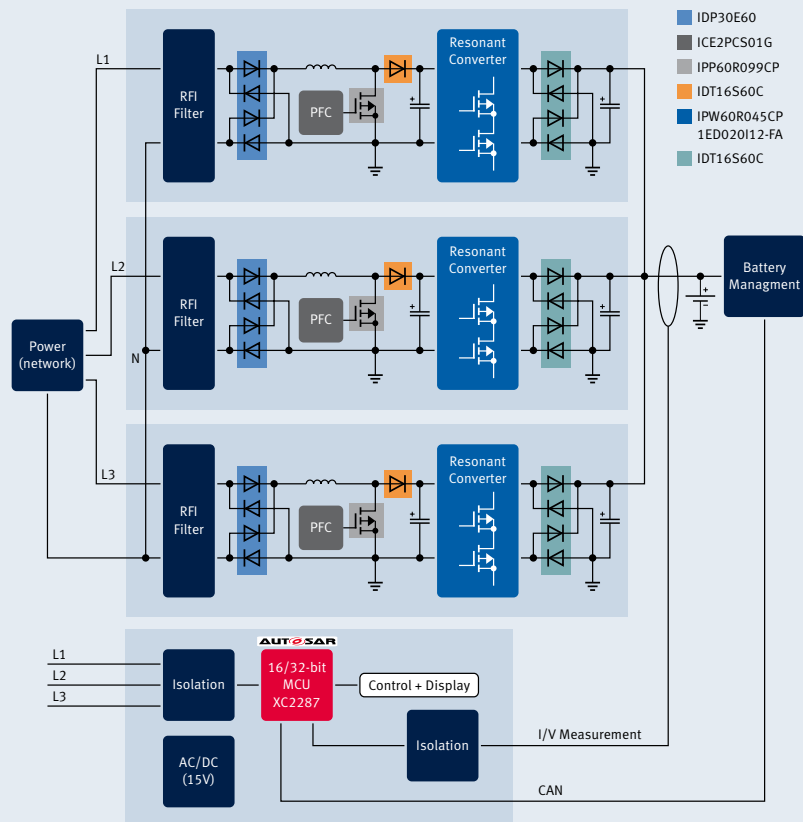 IDP30E60
ICE2PCS01G
IPP60R099CP
IDT16S60C
IPW60R045CP
1ED020I12-FA
IDT16S60C
L1
RFI
Filter
PFC
+
Resonant
Converter
+
L2
RFI
Filter
PFC
+
Resonant
Converter
+
Battery
Managment
+
−
Power
(network)
N
L3
RFI
Filter
PFC
+
Resonant
Converter
+
AUTOSAR
L1
L2
L3
Isolation
16/32-bit
MCU
XC2287
Control + Display
Isolation
I/V Measurement
AC/DC
(15V)
CAN